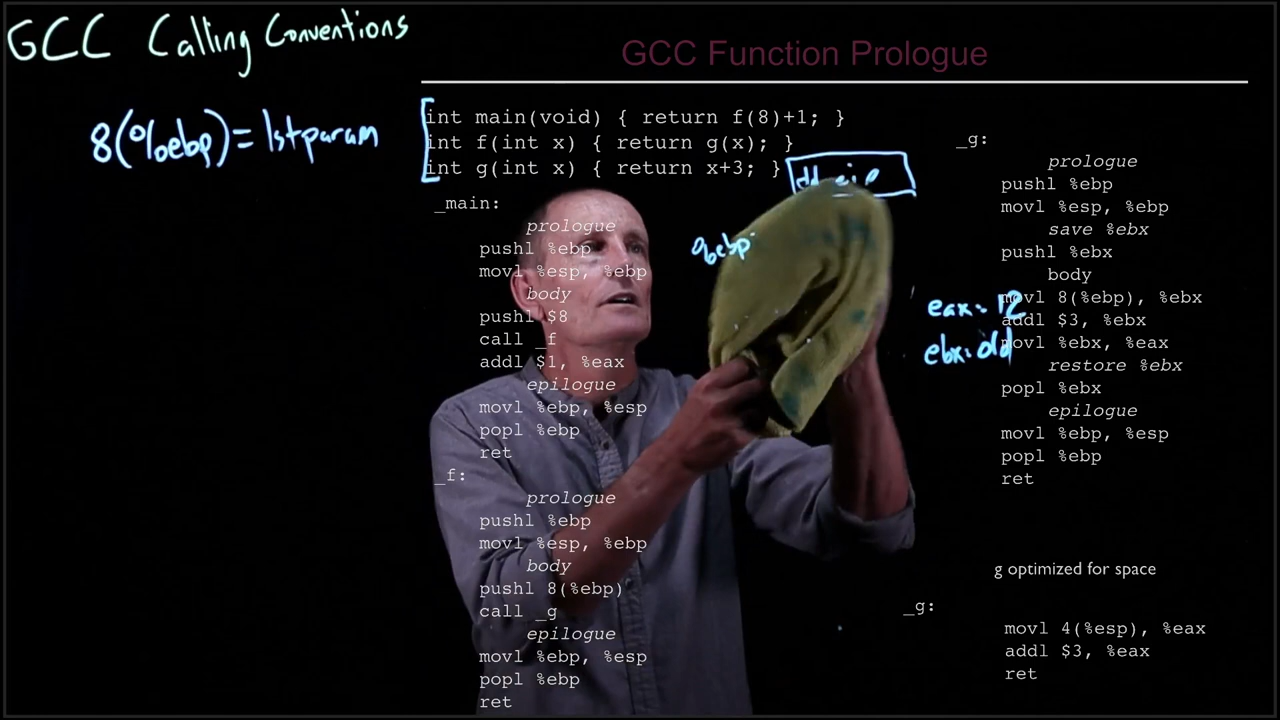 GCC Calling Conventions
GCC Function Prologue
8(%ebp)=1stparam
int main(void) { return f(8)+1; }
int f(int x) { return g(x); }
int g(int x) { return x+3; }
_main:
prologue
pushl %ebp
movl %esp, %ebp
body
pushl $8
call _f
addl $1, %eax
epilogue
movl %ebp, %esp
popl %ebp
ret
_f:
prologue
pushl %ebp
movl %esp, %ebp
body
pushl 8(%ebp)
call _g
epilogue
movl %ebp, %esp
popl %ebp
ret
%ebp
eax=12
ebx=old
_g:
prologue
pushl %ebp
movl %esp, %ebp
save %ebx
pushl %ebx
body
movl 8(%ebp), %ebx
addl $3, %ebx
movl %ebx, %eax
restore %ebx
popl %ebx
epilogue
movl %ebp, %esp
popl %ebp
ret
g optimized for space
_g:
movl 4(%esp), %eax
addl $3, %eax
ret